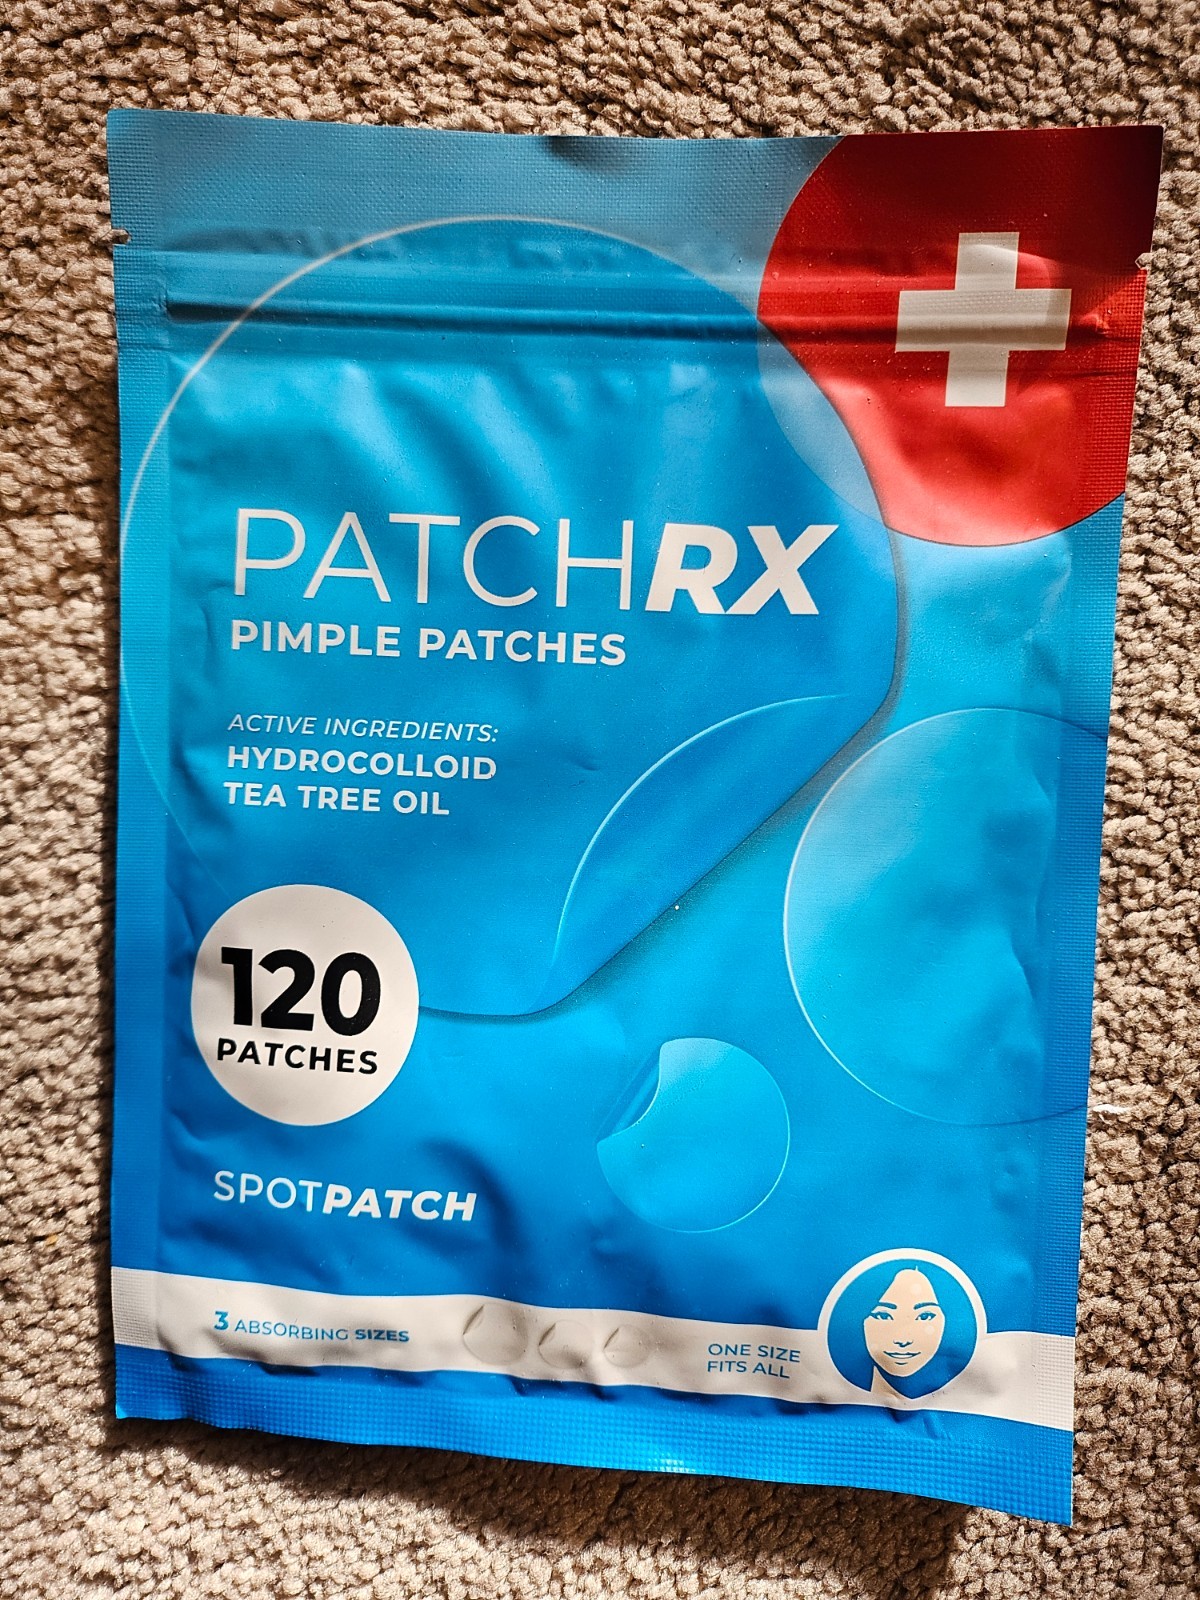 PATCHRX
PIMPLE PATCHES
ACTIVE INGREDIENTS:
HYDROCOLLOID
TEA TREE OIL
120
PATCHES
SPOTPATCH
3 ABSORBING SIZES
ONE SIZE
FITS ALL